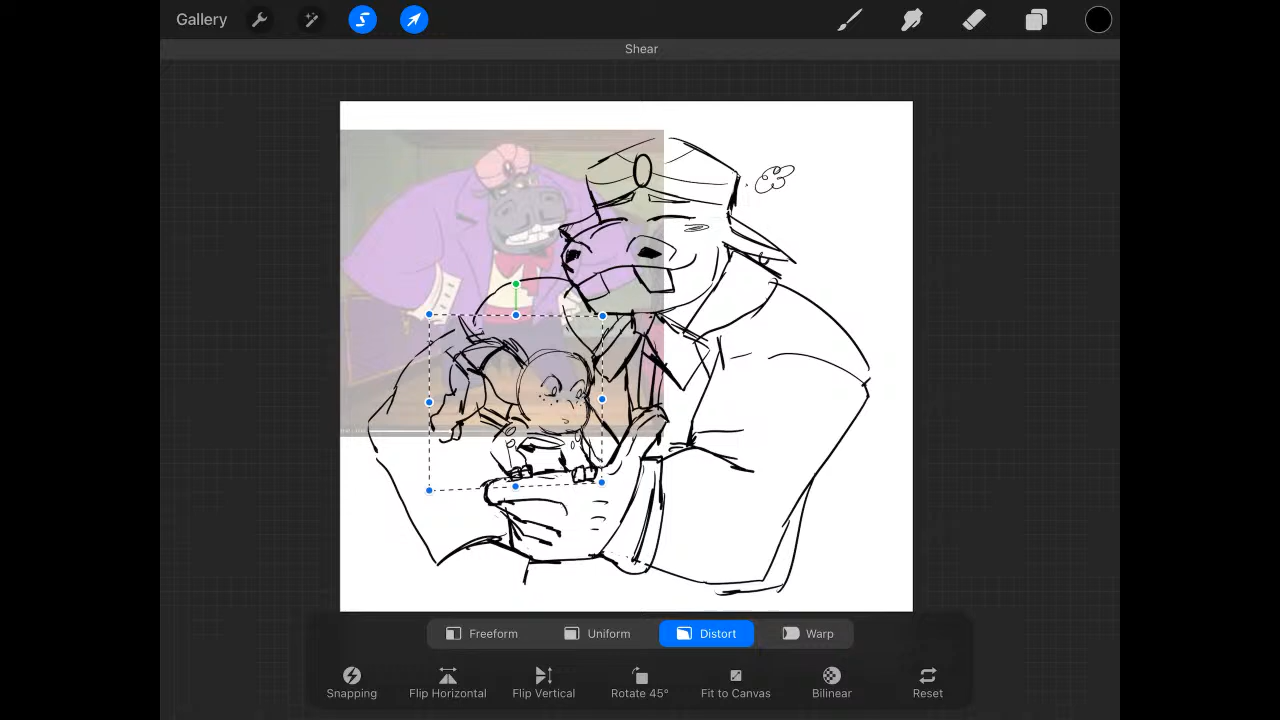 Gallery
Shear
Freeform Uniform Distort Warp
Snapping Flip Horizontal Flip Vertical Rotate 45° Fit to Canvas Bilinear Reset